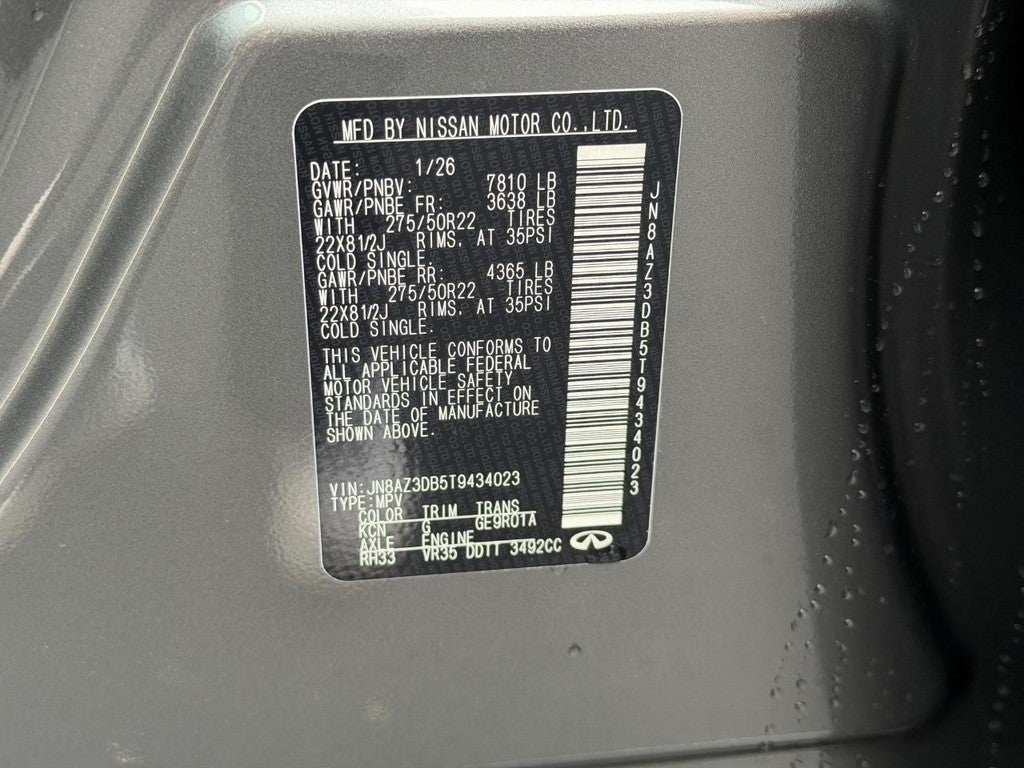 MFD BY NISSAN MOTOR CO.,LTD.
DATE: 1/26
GVWR/PNBV: 7810 LB
GAWR/PNBE FR: 3638 LB
WITH 275/50R22 TIRES
22X81/2J RIMS. AT 35PSI
COLD SINGLE.
GAWR/PNBE RR: 4365 LB
WITH 275/50R22 TIRES
22X81/2J RIMS. AT 35PSI
COLD SINGLE.
THIS VEHICLE CONFORMS TO
ALL APPLICABLE FEDERAL
MOTOR VEHICLE SAFETY
STANDARDS IN EFFECT ON
THE DATE OF MANUFACTURE
SHOWN ABOVE.
VIN:JN8AZ3DB5T9434023
TYPE:MPV
COLOR TRIM TRANS
KCN G GE9R01A
AXLE ENGINE
RH33 VR35 DDTT 3492CC
JN8AZ3DB5T9434023